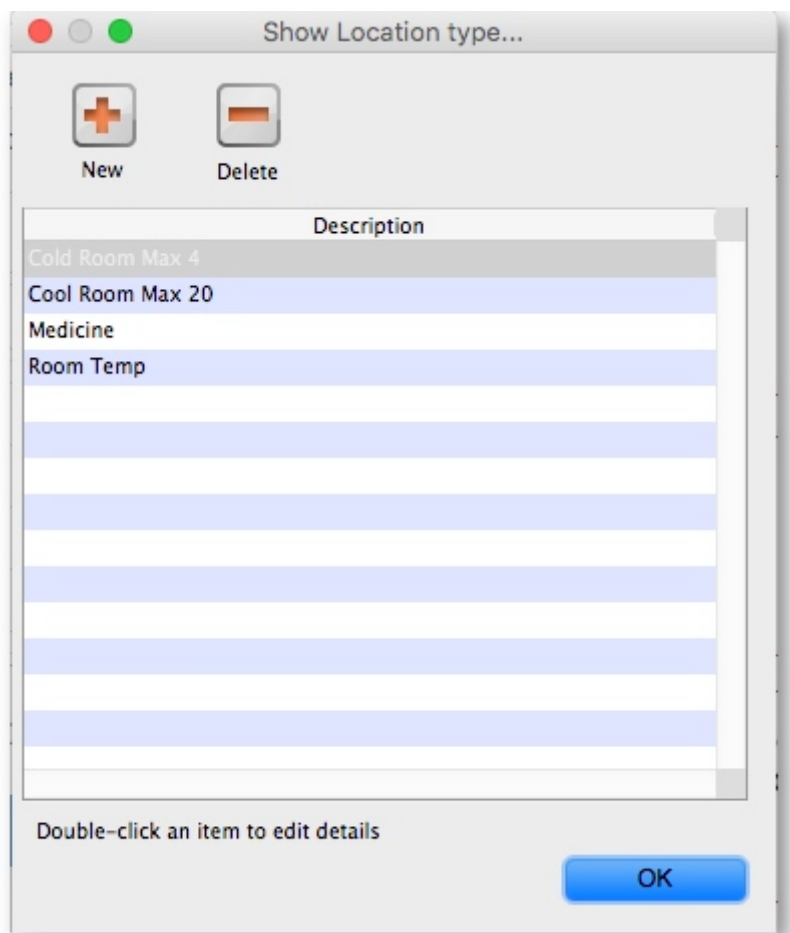 Show Location type...
New Delete
Description
Cold Room Max 4
Cool Room Max 20
Medicine
Room Temp
Double-click an item to edit details
OK